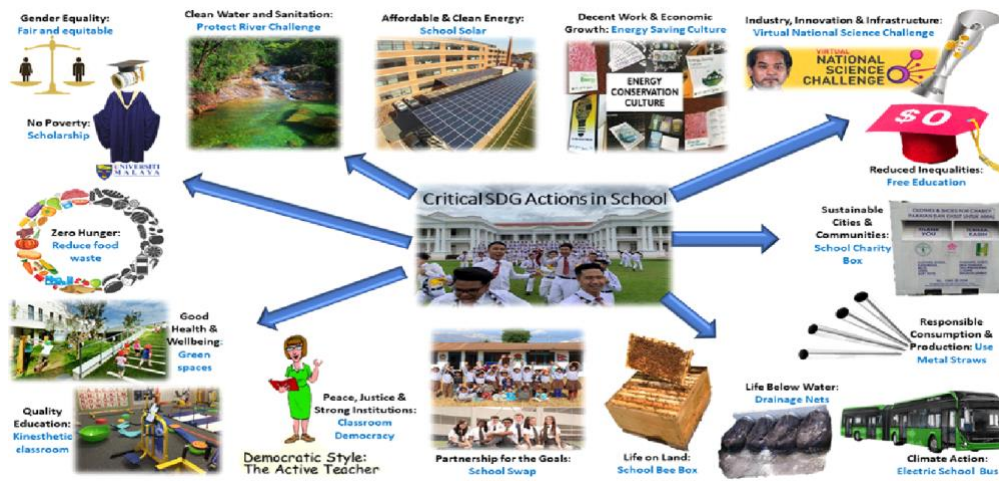 Gender Equality:
Fair and equitable
Clean Water and Sanitation:
Protect River Challenge
Affordable & Clean Energy:
School Solar
Decent Work & Economic
Growth: Energy Saving Culture
ENERGY
CONSERVATION
CULTURE
Industry, Innovation & Infrastructure:
Virtual National Science Challenge
VIRTUAL
NATIONAL
SCIENCE
CHALLENGE
No Poverty:
Scholarship
UNIVERSITI
MALAYA
$0
Reduced Inequalities:
Free Education
Critical SDG Actions in School
Zero Hunger:
Reduce food
waste
Sustainable
Cities &
Communities:
School Charity
Box
THANK
YOU
TERIMA
KASIH
Good
Health &
Wellbeing:
Green
spaces
Responsible
Consumption &
Production: Use
Metal Straws
Quality
Education:
Kinesthetic
classroom
Peace, Justice &
Strong Institutions:
Classroom
Democracy
Democratic Style:
The Active Teacher
Partnership for the Goals:
School Swap
Life on Land:
School Bee Box
Life Below Water:
Drainage Nets
Climate Action:
Electric School Bus